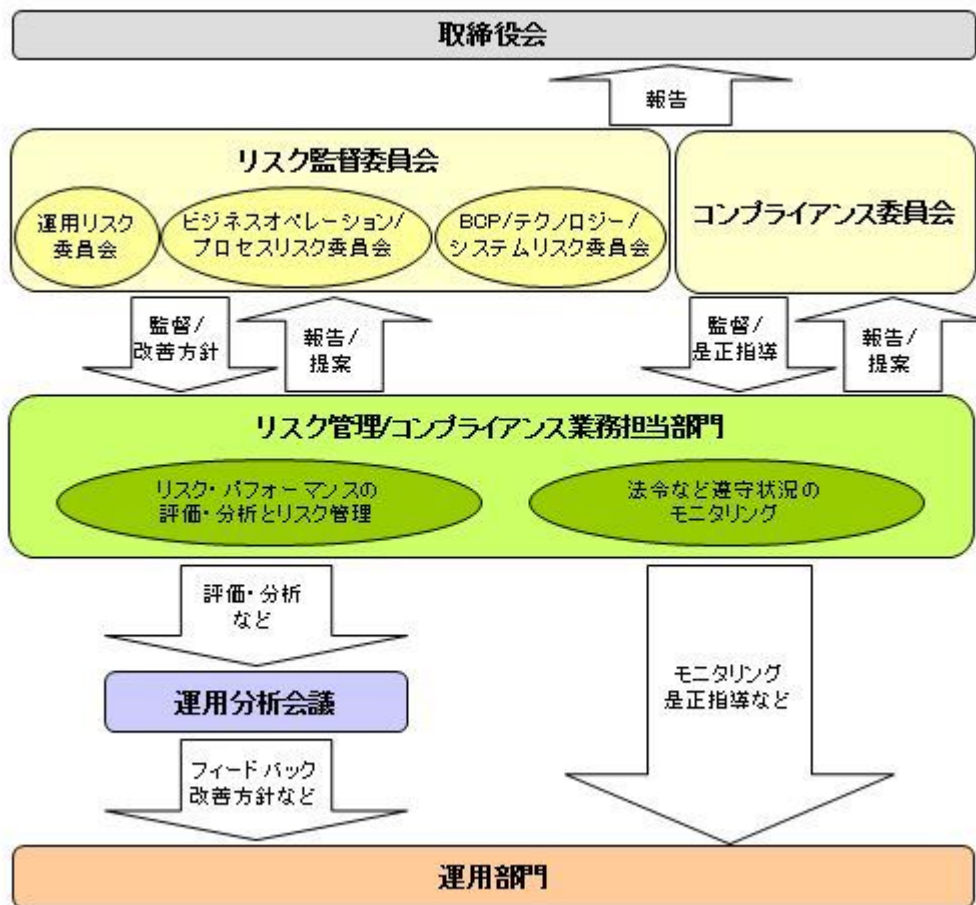 取締役会
報告
リスク監督委員会
運用リスク
委員会
ビジネスオペレーション/
プロセスリスク委員会
BCP/テクノロジー/
システムリスク委員会
コンプライアンス委員会
監督/
改善方針
報告/
提案
監督/
是正指導
報告/
提案
リスク管理/コンプライアンス業務担当部門
リスク・パフォーマンスの
評価・分析とリスク管理
法令など遵守状況の
モニタリング
評価・分析
など
運用分析会議
モニタリング
是正指導など
フィードバック
改善方針など
運用部門